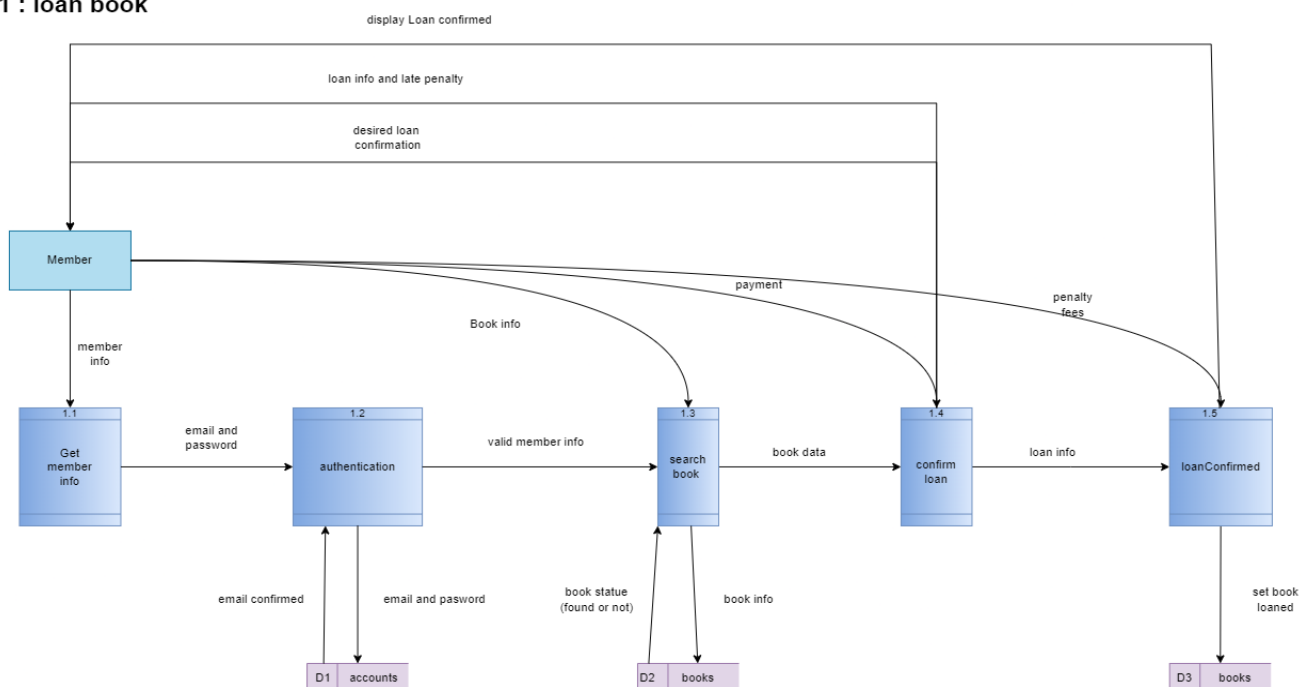 1 : loan book
display Loan confirmed
loan info and late penalty
desired loan
confirmation
Member
payment
penalty
fees
Book info
member
info
1.1
Get
member
info
email and
password
1.2
authentication
valid member info
1.3
search
book
book data
1.4
confirm
loan
loan info
1.5
loanConfirmed
email confirmed
email and pasword
book statue
(found or not)
book info
set book
loaned
D1 accounts
D2 books
D3 books